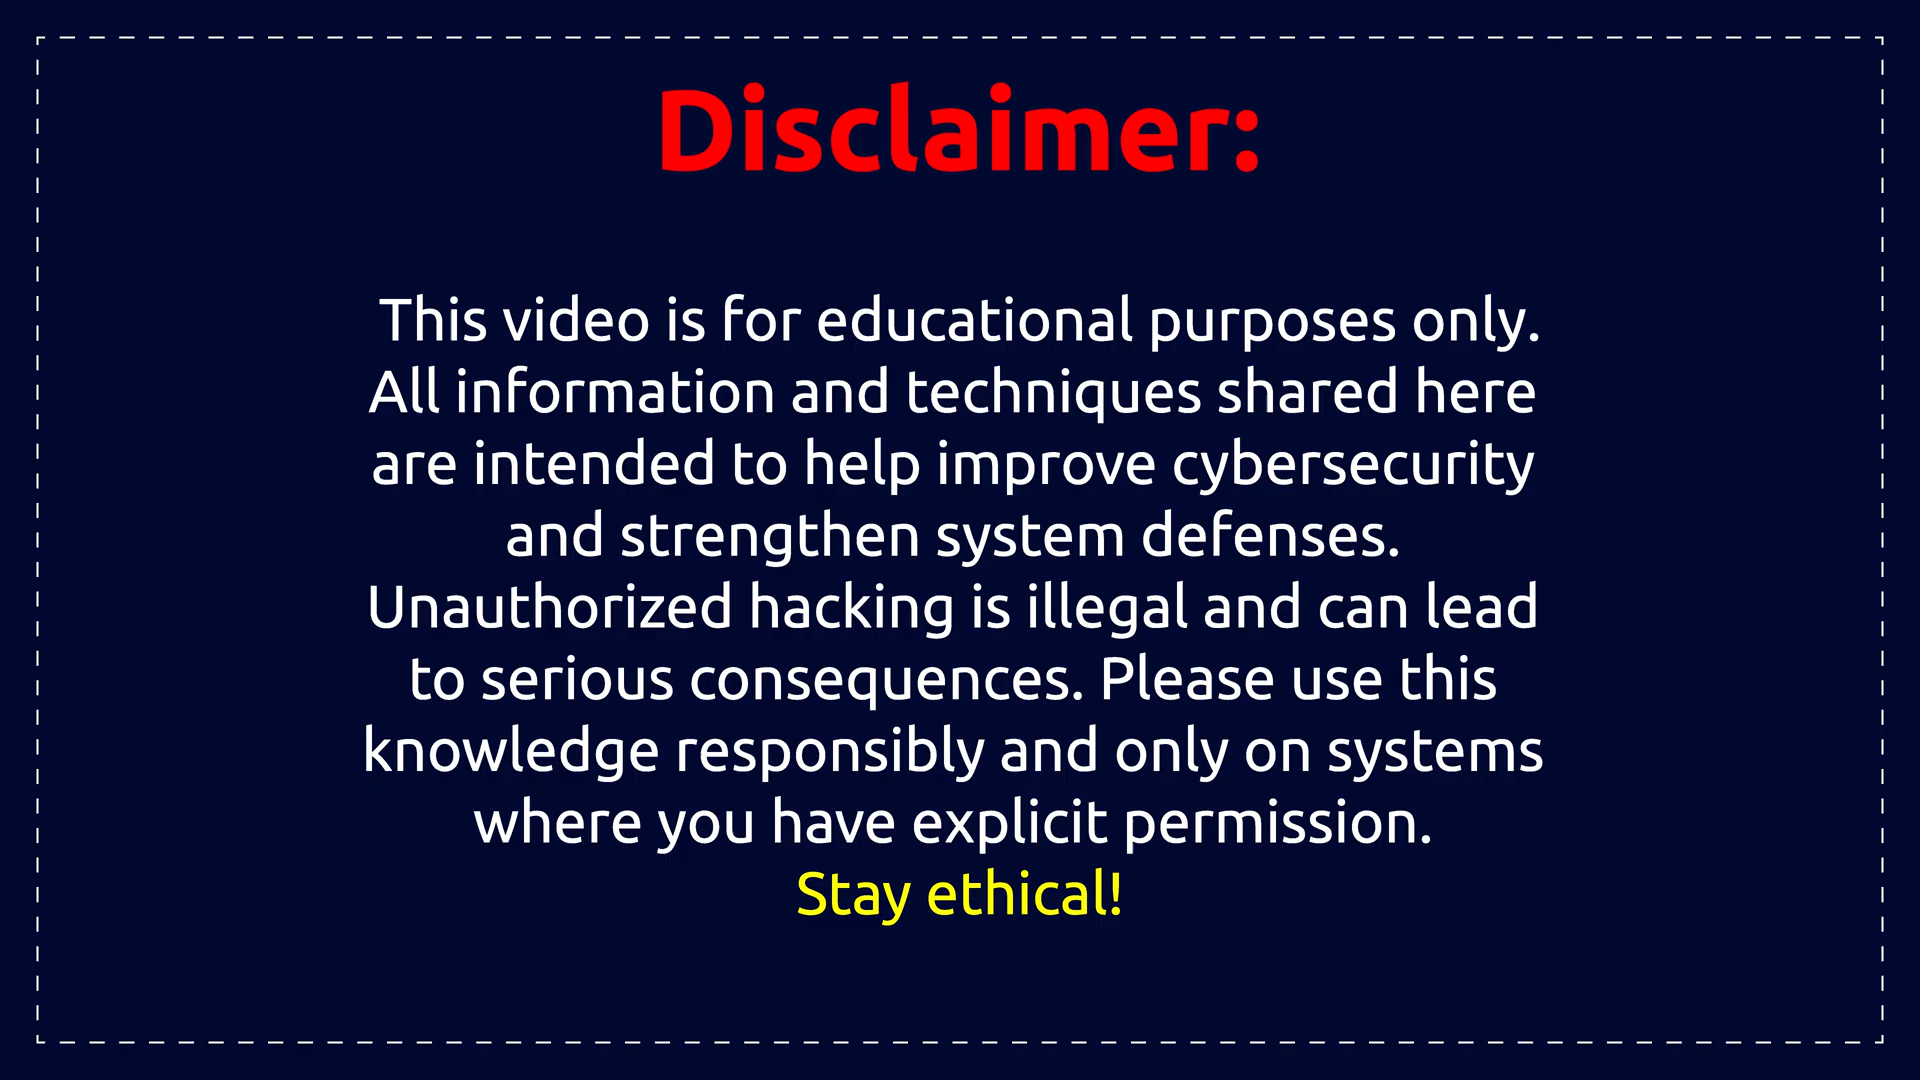 Disclaimer:
This video is for educational purposes only.
All information and techniques shared here
are intended to help improve cybersecurity
and strengthen system defenses.
Unauthorized hacking is illegal and can lead
to serious consequences. Please use this
knowledge responsibly and only on systems
where you have explicit permission.
Stay ethical!